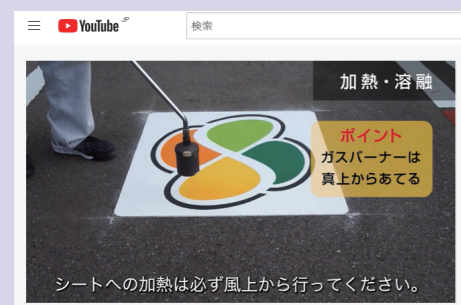 YouTube JP
検索
加熱・溶融
ポイント
ガスバーナーは
真上からあてる
シートへの加熱は必ず風上から行ってください。